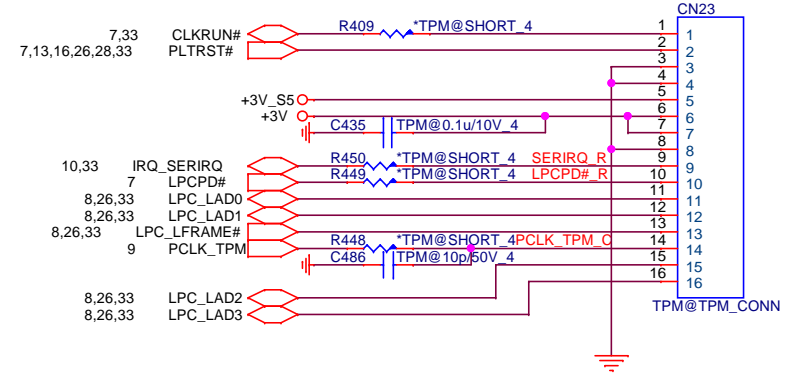 CN23
7,33 CLKRUN# R409 *TPM@SHORT_4 1 1
7,13,16,26,28,33 PLTRST# 2 2
3 3
4 4
+3V_S5 5 5
+3V 6 6
C435 TPM@0.1u/10V_4 7 7
8 8
10,33 IRQ_SERIRQ R450 *TPM@SHORT_4 SERIRQ_R 9 9
7 LPCPD# R449 *TPM@SHORT_4 LPCPD#_R 10 10
8,26,33 LPC_LAD0 11 11
8,26,33 LPC_LAD1 12 12
8,26,33 LPC_LFRAME# 13 13
9 PCLK_TPM R448 *TPM@SHORT_4 PCLK_TPM_C 14 14
C486 TPM@10p/50V_4 15 15
16 16
8,26,33 LPC_LAD2
8,26,33 LPC_LAD3
TPM@TPM_CONN